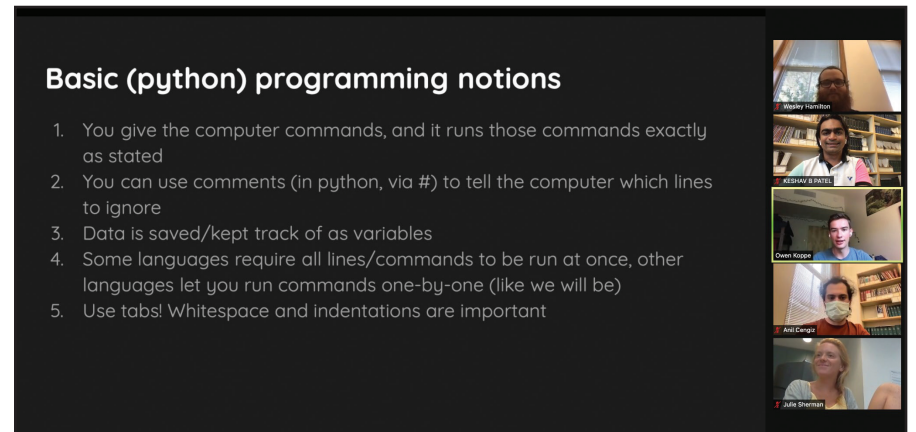 Basic (python) programming notions
1. You give the computer commands, and it runs those commands exactly
as stated
2. You can use comments (in python, via #) to tell the computer which lines
to ignore
3. Data is saved/kept track of as variables
4. Some languages require all lines/commands to be run at once, other
languages let you run commands one-by-one (like we will be)
5. Use tabs! Whitespace and indentations are important
Wesley Hamilton
KESHAV B PATEL
Owen Koppe
Anil Cengiz
Julie Sherman